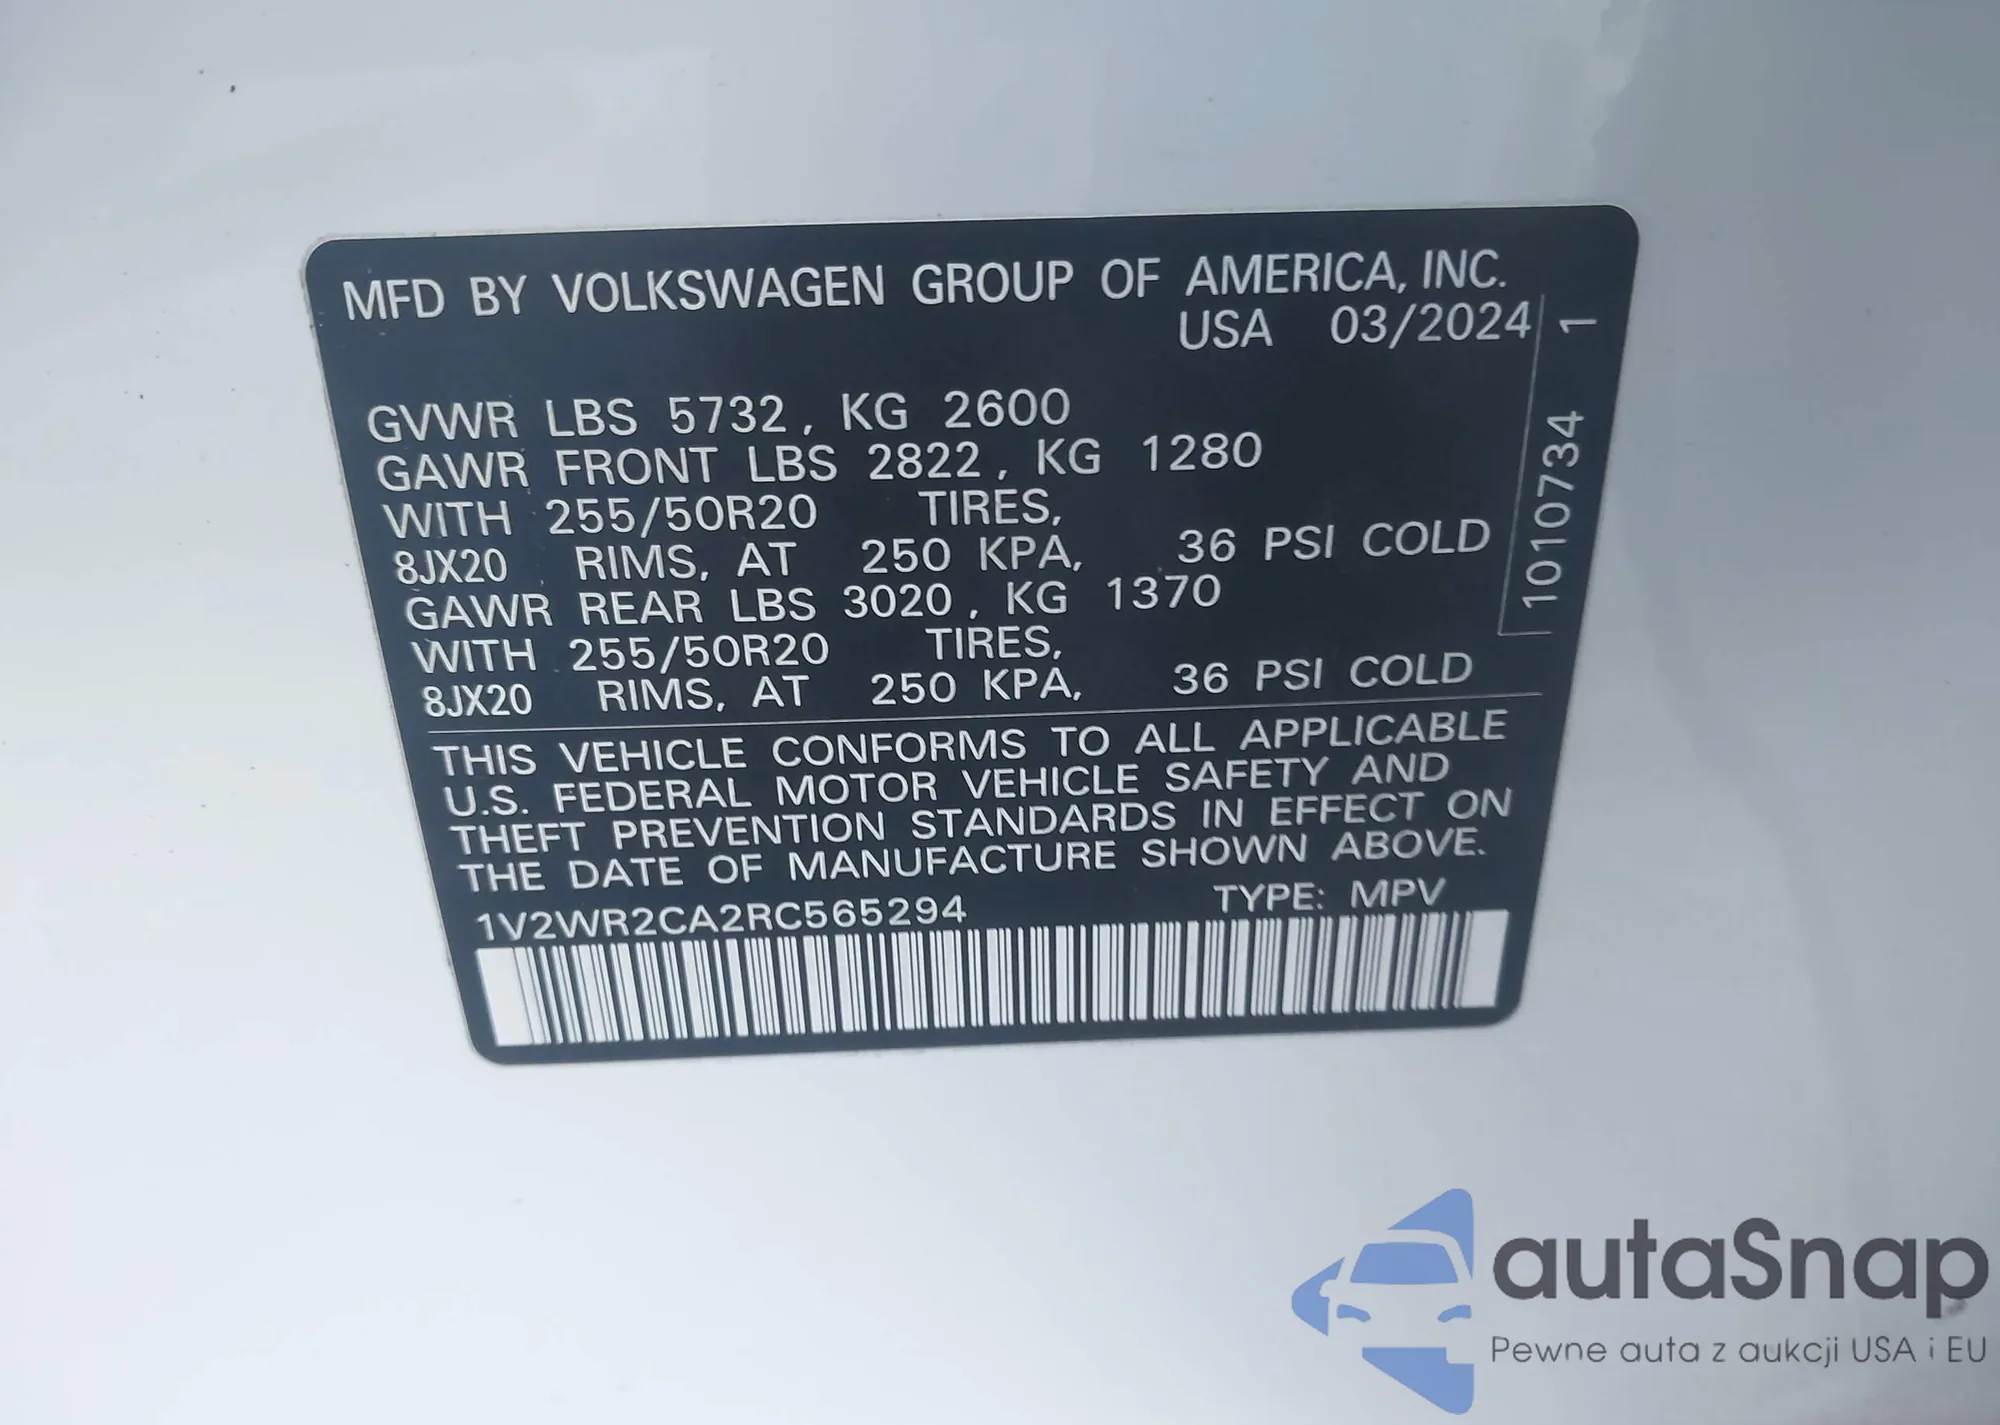 MFD BY VOLKSWAGEN GROUP OF AMERICA, INC.
USA 03/2024
GVWR LBS 5732, KG 2600
GAWR FRONT LBS 2822, KG 1280
WITH 255/50R20 TIRES,
8JX20 RIMS, AT 250 KPA, 36 PSI COLD
GAWR REAR LBS 3020, KG 1370
WITH 255/50R20 TIRES,
8JX20 RIMS, AT 250 KPA, 36 PSI COLD
1010734 1
THIS VEHICLE CONFORMS TO ALL APPLICABLE
U.S. FEDERAL MOTOR VEHICLE SAFETY AND
THEFT PREVENTION STANDARDS IN EFFECT ON
THE DATE OF MANUFACTURE SHOWN ABOVE.
1V2WR2CA2RC565294 TYPE: MPV
autaSnap
Pewne auta z aukcji USA i EU